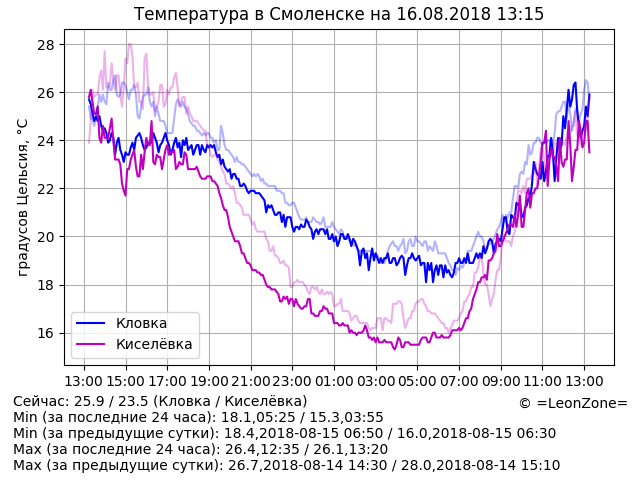 Температура в Смоленске на 16.08.2018 13:15
градусов Цельсия, °C
28
26
24
22
20
18
16
Кловка
Киселёвка
13:00 15:00 17:00 19:00 21:00 23:00 01:00 03:00 05:00 07:00 09:00 11:00 13:00
Сейчас: 25.9 / 23.5 (Кловка / Киселёвка)
© =LeonZone=
Min (за последние 24 часа): 18.1,05:25 / 15.3,03:55
Min (за предыдущие сутки): 18.4,2018-08-15 06:50 / 16.0,2018-08-15 06:30
Max (за последние 24 часа): 26.4,12:35 / 26.1,13:20
Max (за предыдущие сутки): 26.7,2018-08-14 14:30 / 28.0,2018-08-14 15:10